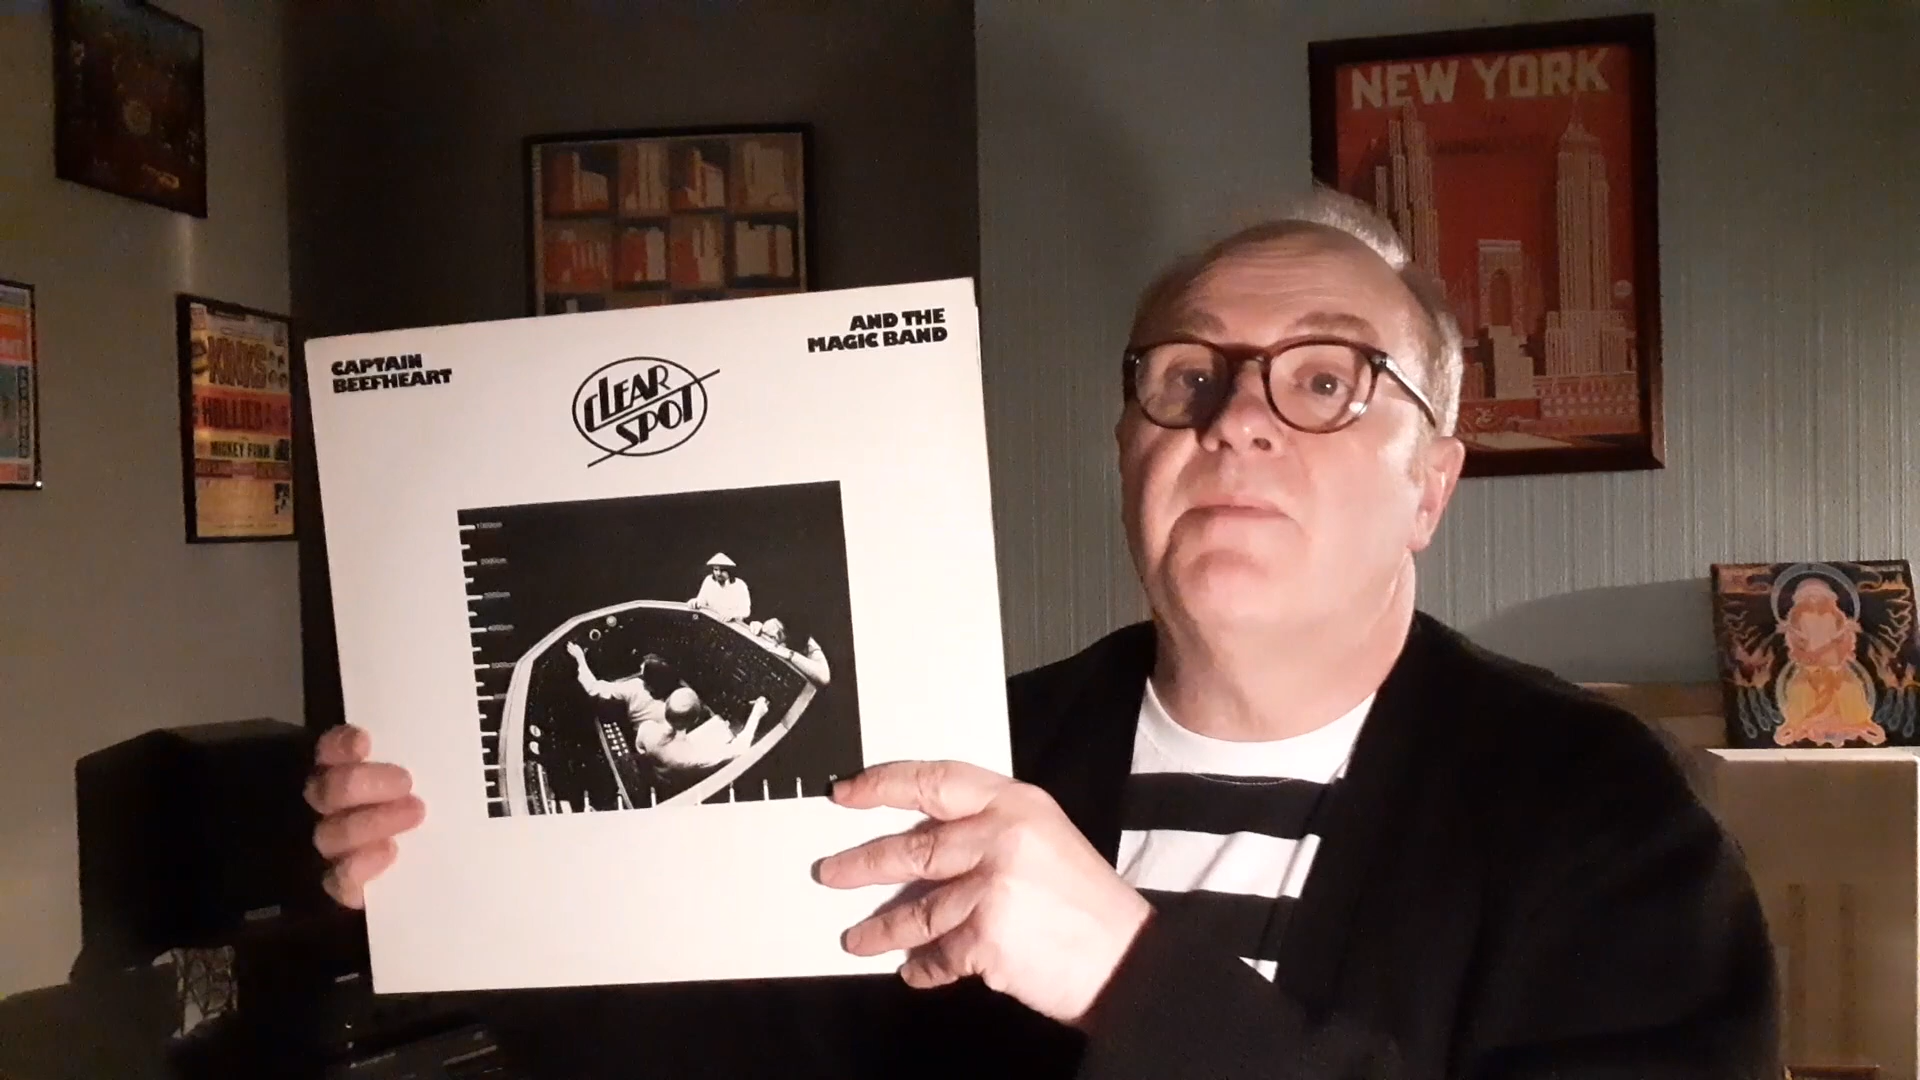 NEW YORK
CAPTAIN
BEEFHEART
AND THE
MAGIC BAND
CLEAR
SPOT
KINKS
HOLLIES
MICKEY FINN